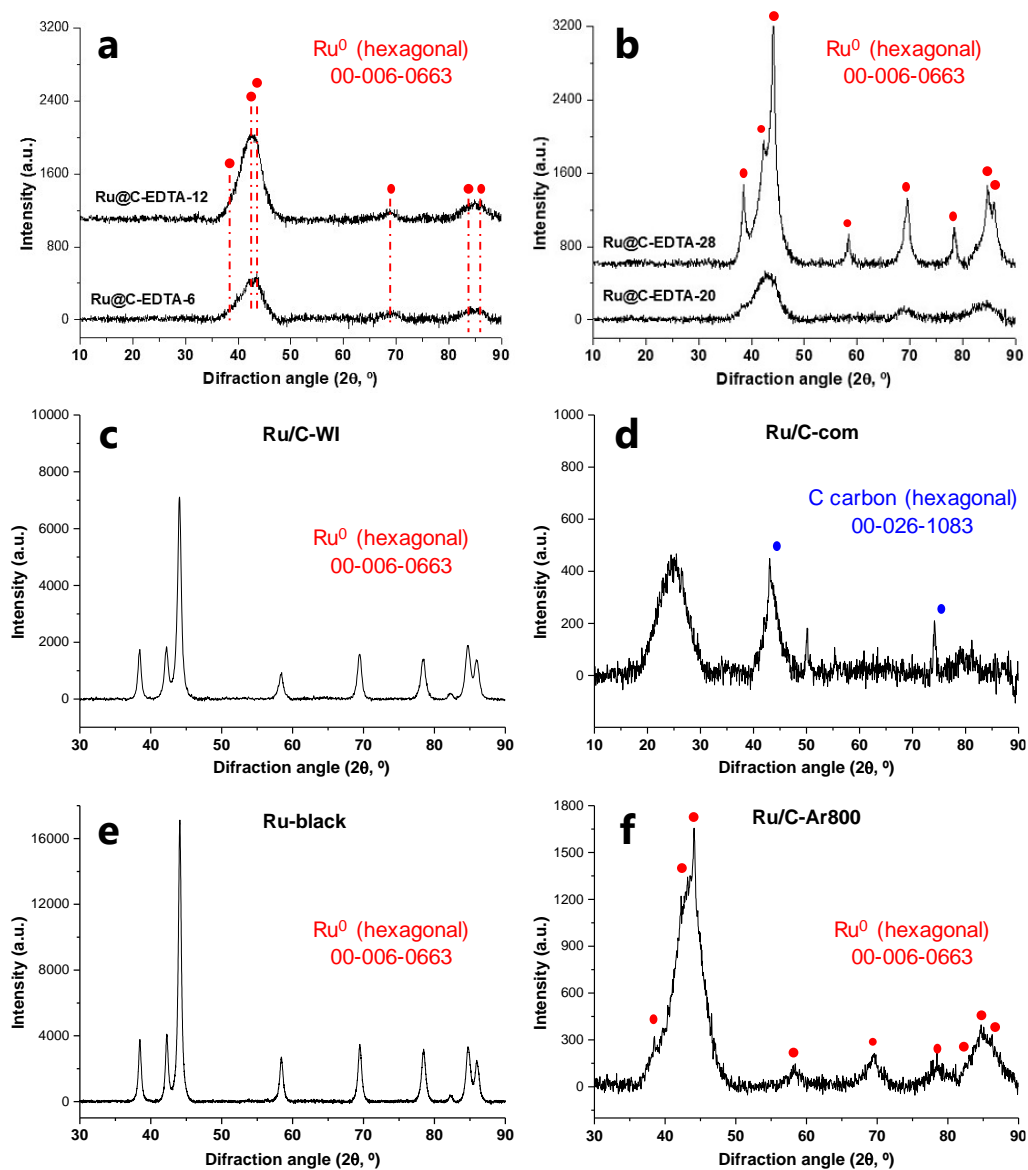 a
Ru⁰ (hexagonal)
00-006-0663
3200
2400
1600
800
0
Intensity (a.u.)
Ru@C-EDTA-12
Ru@C-EDTA-6
10 20 30 40 50 60 70 80 90
Difraction angle (2θ, º)
b
Ru⁰ (hexagonal)
00-006-0663
3200
2400
1600
800
0
Intensity (a.u.)
Ru@C-EDTA-28
Ru@C-EDTA-20
10 20 30 40 50 60 70 80 90
Difraction angle (2θ, º)
c
Ru/C-WI
Ru⁰ (hexagonal)
00-006-0663
10000
8000
6000
4000
2000
0
Intensity (a.u.)
30 40 50 60 70 80 90
Difraction angle (2θ, º)
d
Ru/C-com
C carbon (hexagonal)
00-026-1083
1000
800
600
400
200
0
Intensity (a.u.)
10 20 30 40 50 60 70 80 90
Difraction angle (2θ, º)
e
Ru-black
Ru⁰ (hexagonal)
00-006-0663
16000
12000
8000
4000
0
Intensity (a.u.)
30 40 50 60 70 80 90
Difraction angle (2θ, º)
f
Ru/C-Ar800
Ru⁰ (hexagonal)
00-006-0663
1800
1500
1200
900
600
300
0
Intensity (a.u.)
30 40 50 60 70 80 90
Difraction angle (2θ, º)